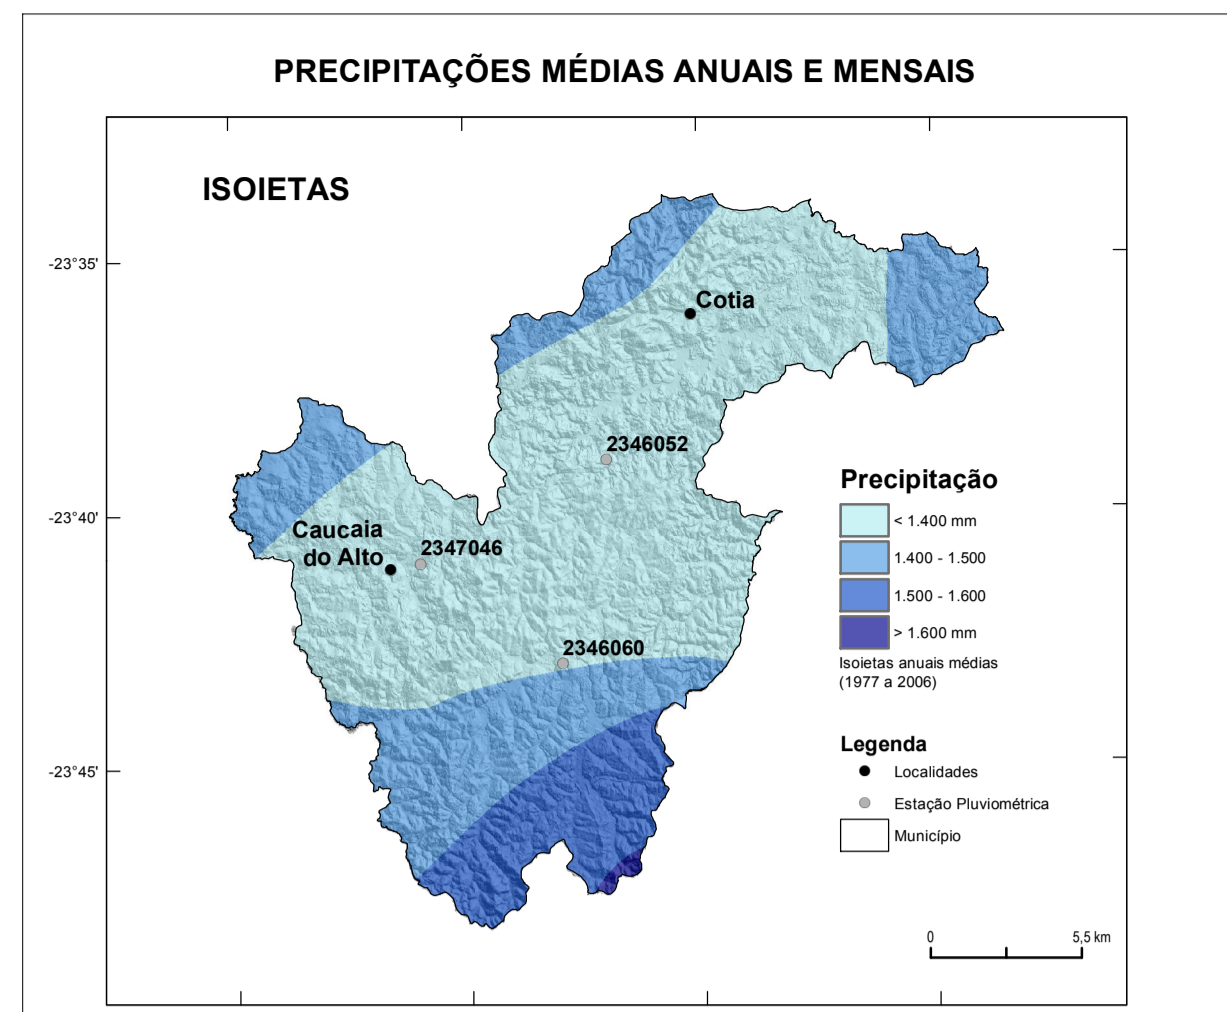 PRECIPITAÇÕES MÉDIAS ANUAIS E MENSAIS
ISOIETAS
-23°35'
Cotia
2346052
-23°40'
Caucaia
do Alto
2347046
2346060
-23°45'
Precipitação
< 1.400 mm
1.400 - 1.500
1.500 - 1.600
> 1.600 mm
Isoietas anuais médias
(1977 a 2006)
Legenda
Localidades
Estação Pluviométrica
Município
0 5,5 km